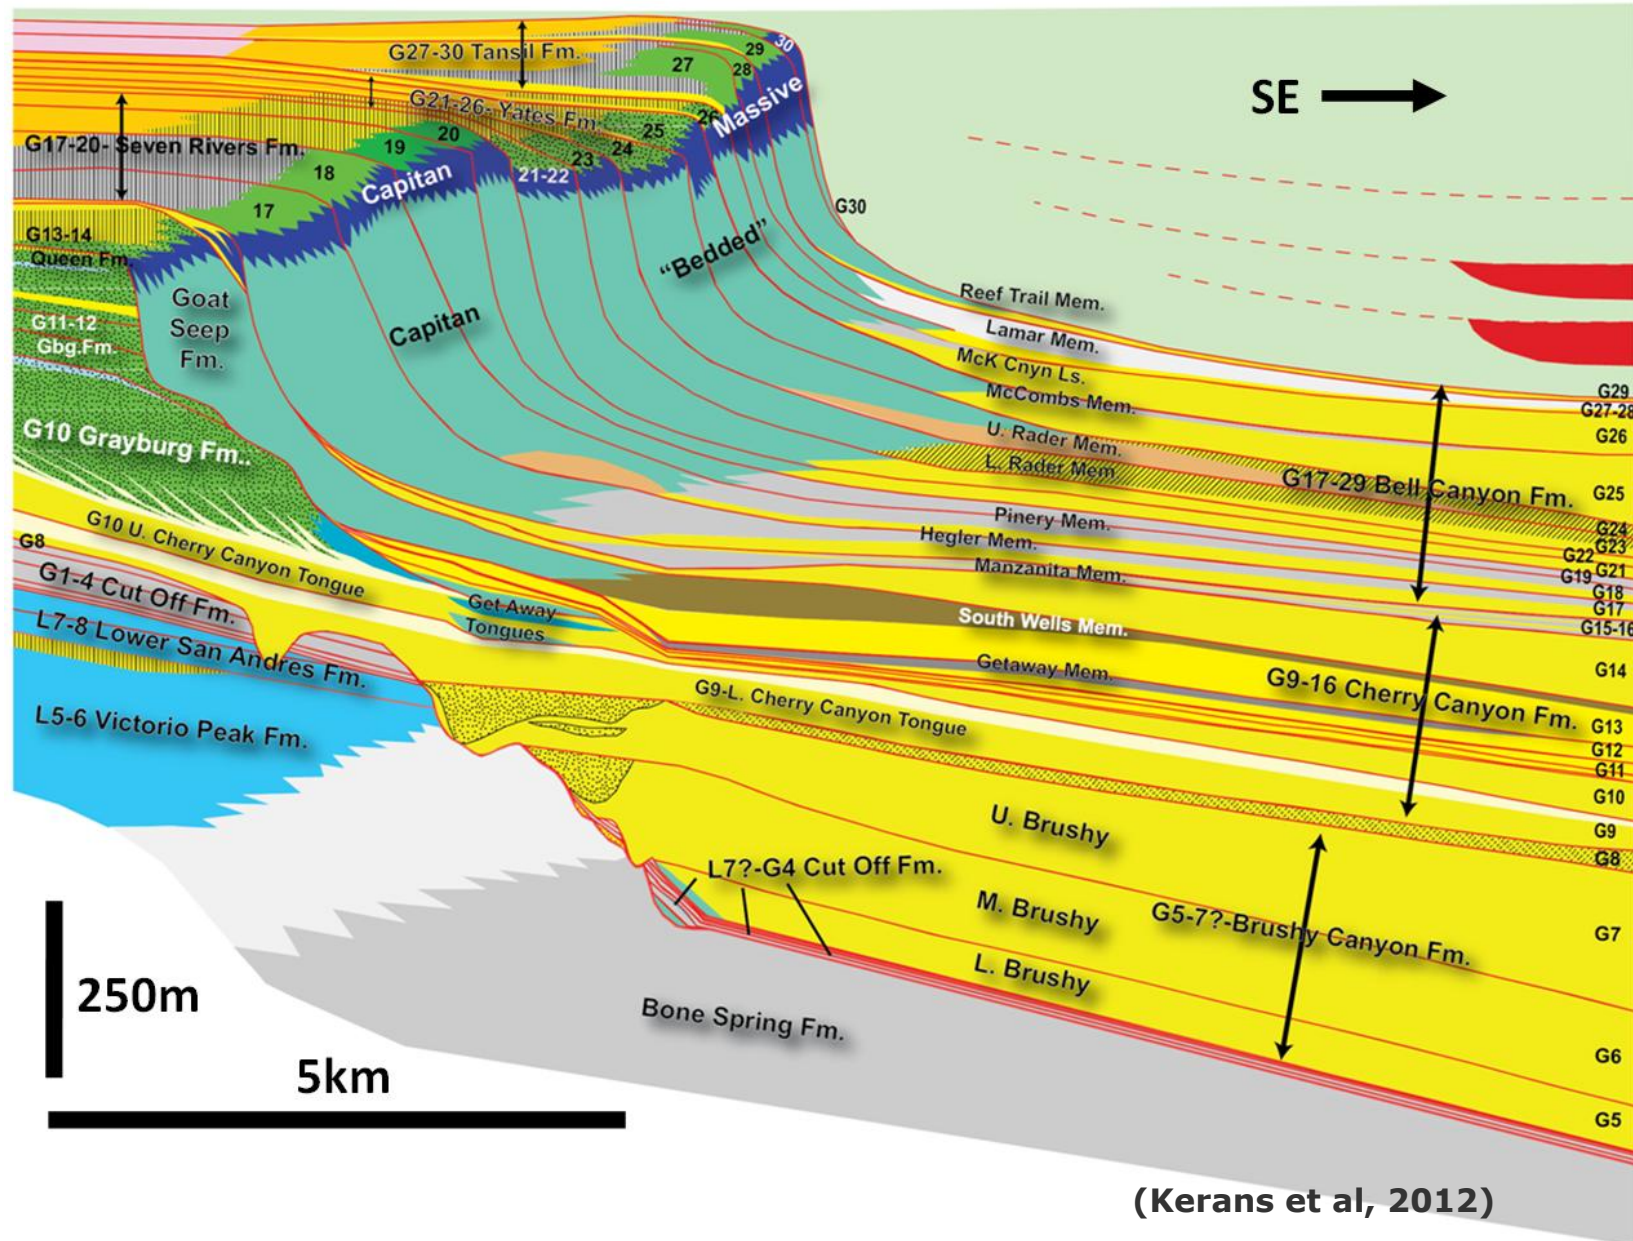 G27-30 Tansil Fm.
29
30
27
28
SE
G21-26- Yates Fm.
26
Massive
25
20
24
19
23
G17-20- Seven Rivers Fm.
18
Capitan
21-22
17
G30
G13-14
Queen Fm.
"Bedded"
Goat
Seep
Fm.
Capitan
G11-12
Gbg.Fm.
Reef Trail Mem.
Lamar Mem.
McK Cnyn Ls.
McCombs Mem.
G29
G27-28
G26
G10 Grayburg Fm..
U. Rader Mem.
L. Rader Mem
G17-29 Bell Canyon Fm.
G25
G24
G23
G22
G21
G19
G18
G17
G15-16
Pinery Mem.
Hegler Mem.
Manzanita Mem.
G10 U. Cherry Canyon Tongue
G8
G1-4 Cut Off Fm.
Get Away
Tongues
South Wells Mem.
Getaway Mem.
G14
L7-8 Lower San Andres Fm.
G9-L. Cherry Canyon Tongue
G9-16 Cherry Canyon Fm.
G13
G12
G11
G10
G9
G8
L5-6 Victorio Peak Fm.
U. Brushy
L7?-G4 Cut Off Fm.
M. Brushy
G5-7?-Brushy Canyon Fm.
G7
L. Brushy
250m
Bone Spring Fm.
G6
5km
G5
(Kerans et al, 2012)